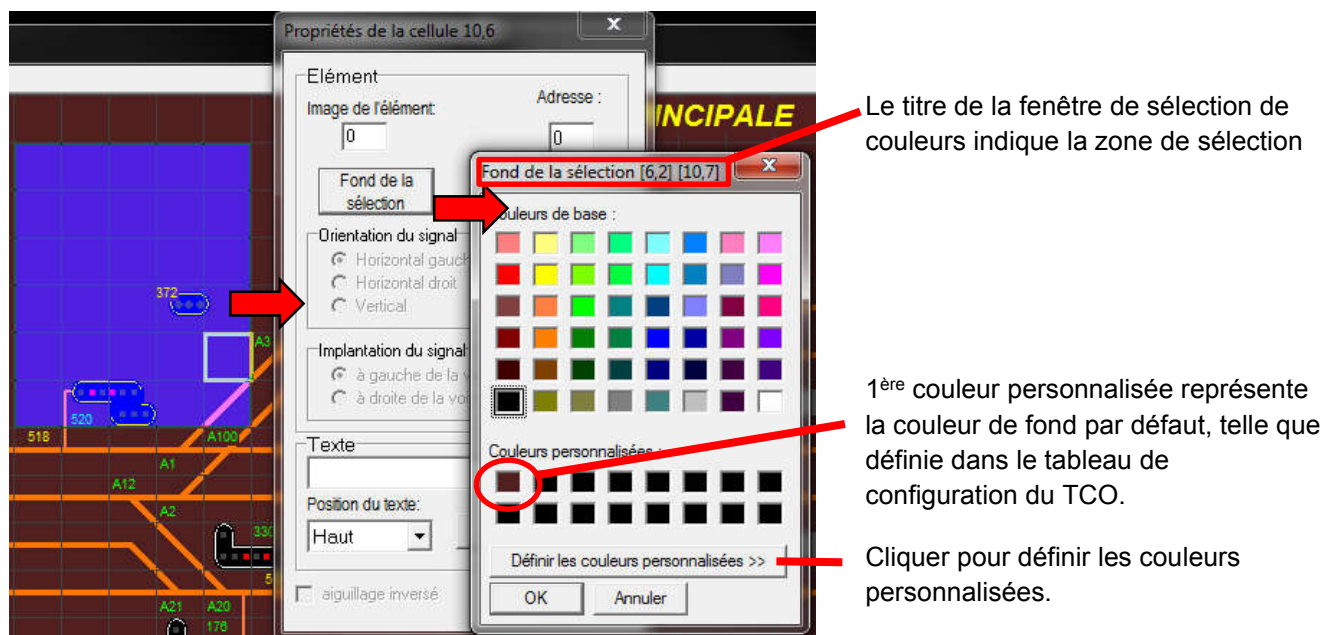 Propriétés de la cellule 10,6
x
Elément
Image de l'élément:
Adresse :
0
0
INCIPALE
Fond de la
sélection
Orientation du signal
Horizontal gauch
Horizontal droit
Vertical
Implantation du signal
à gauche de la v
à droite de la voi
Texte
Position du texte:
Haut
aiguillage inversé
Fond de la sélection [6,2] [10,7]
x
ouleurs de base :
Couleurs personnalisées :
Définir les couleurs personnalisées >>
OK
Annuler
372
A3
520
518
A100
A1
A12
A2
330
5
A21
A20
176
Le titre de la fenêtre de sélection de
couleurs indique la zone de sélection
1ère couleur personnalisée représente
la couleur de fond par défaut, telle que
définie dans le tableau de
configuration du TCO.
Cliquer pour définir les couleurs
personnalisées.